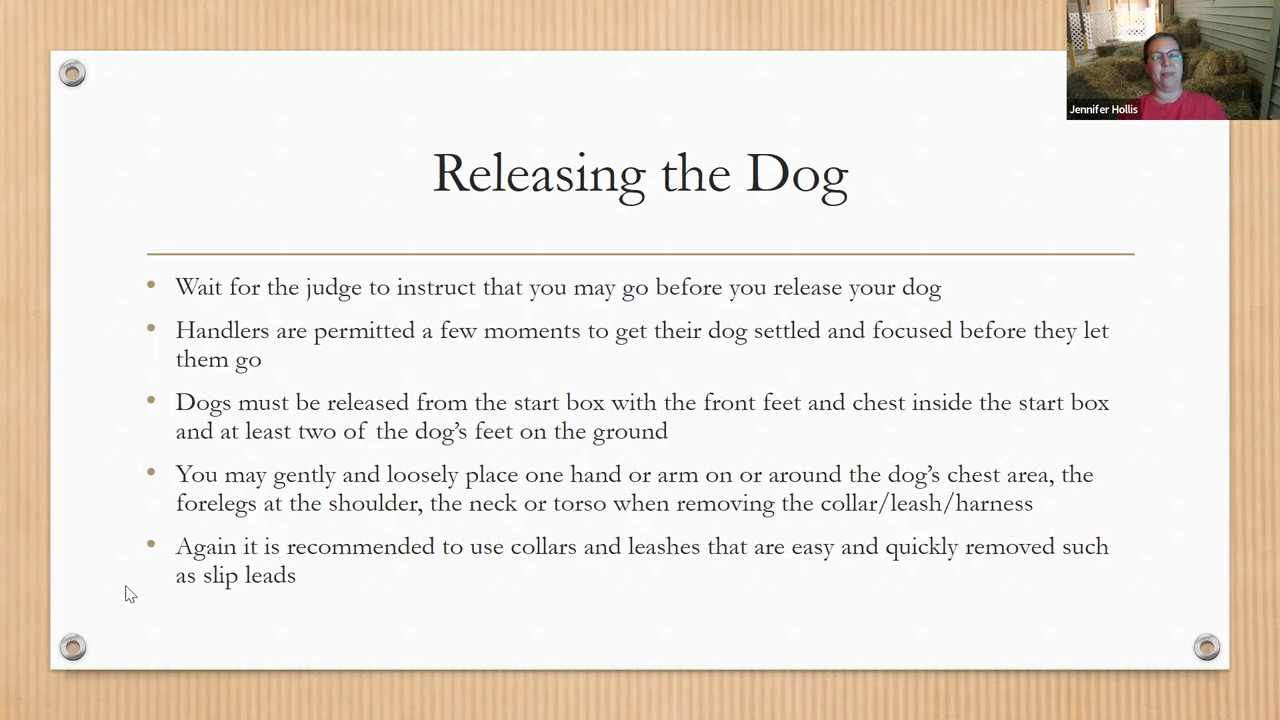 Jennifer Hollis
Releasing the Dog
• Wait for the judge to instruct that you may go before you release your dog
• Handlers are permitted a few moments to get their dog settled and focused before they let
them go
• Dogs must be released from the start box with the front feet and chest inside the start box
and at least two of the dog’s feet on the ground
• You may gently and loosely place one hand or arm on or around the dog’s chest area, the
forelegs at the shoulder, the neck or torso when removing the collar/leash/harness
• Again it is recommended to use collars and leashes that are easy and quickly removed such
as slip leads